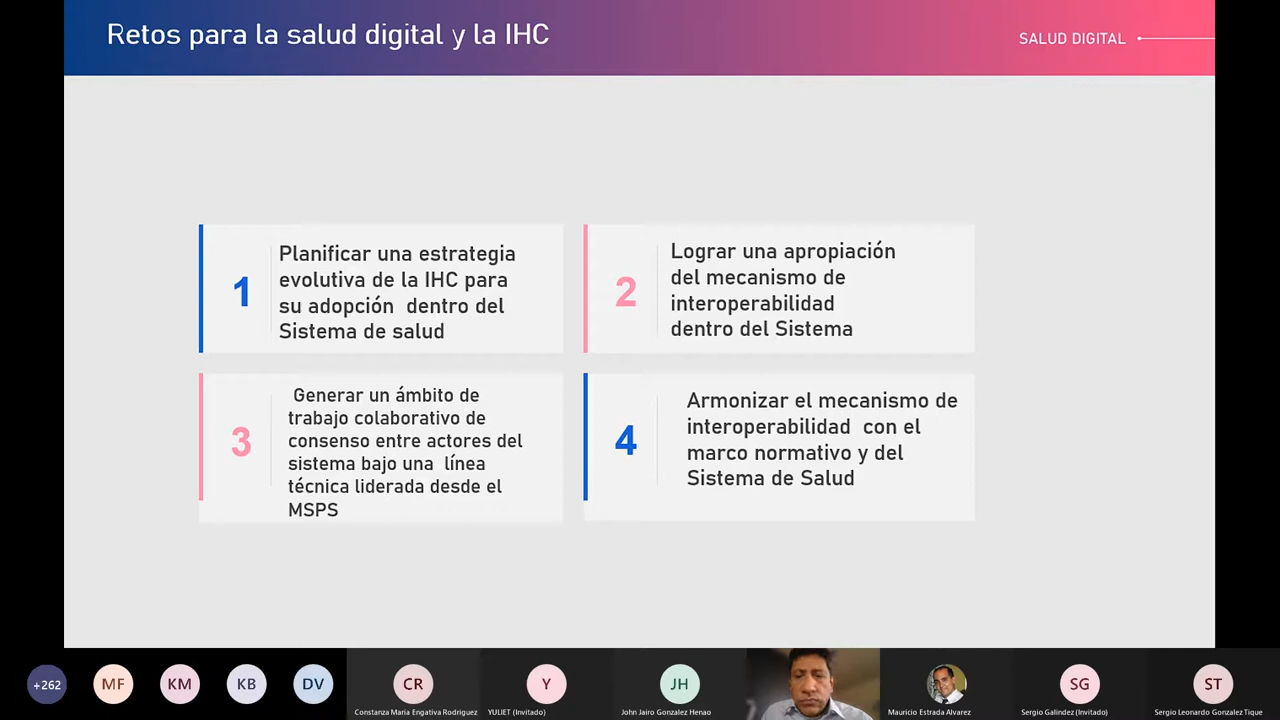 Retos para la salud digital y la IHC
SALUD DIGITAL
1
Planificar una estrategia
evolutiva de la IHC para
su adopción dentro del
Sistema de salud
2
Lograr una apropiación
del mecanismo de
interoperabilidad
dentro del Sistema
3
Generar un ámbito de
trabajo colaborativo de
consenso entre actores del
sistema bajo una línea
técnica liderada desde el
MSPS
4
Armonizar el mecanismo de
interoperabilidad con el
marco normativo y del
Sistema de Salud
+262
MF
KM
KB
DV
CR
Constanza Maria Engativa Rodriguez
Y
YULIET (Invitado)
JH
John Jairo Gonzalez Henao
Mauricio Estrada Alvarez
SG
Sergio Galindez (Invitado)
ST
Sergio Leonardo Gonzalez Tique